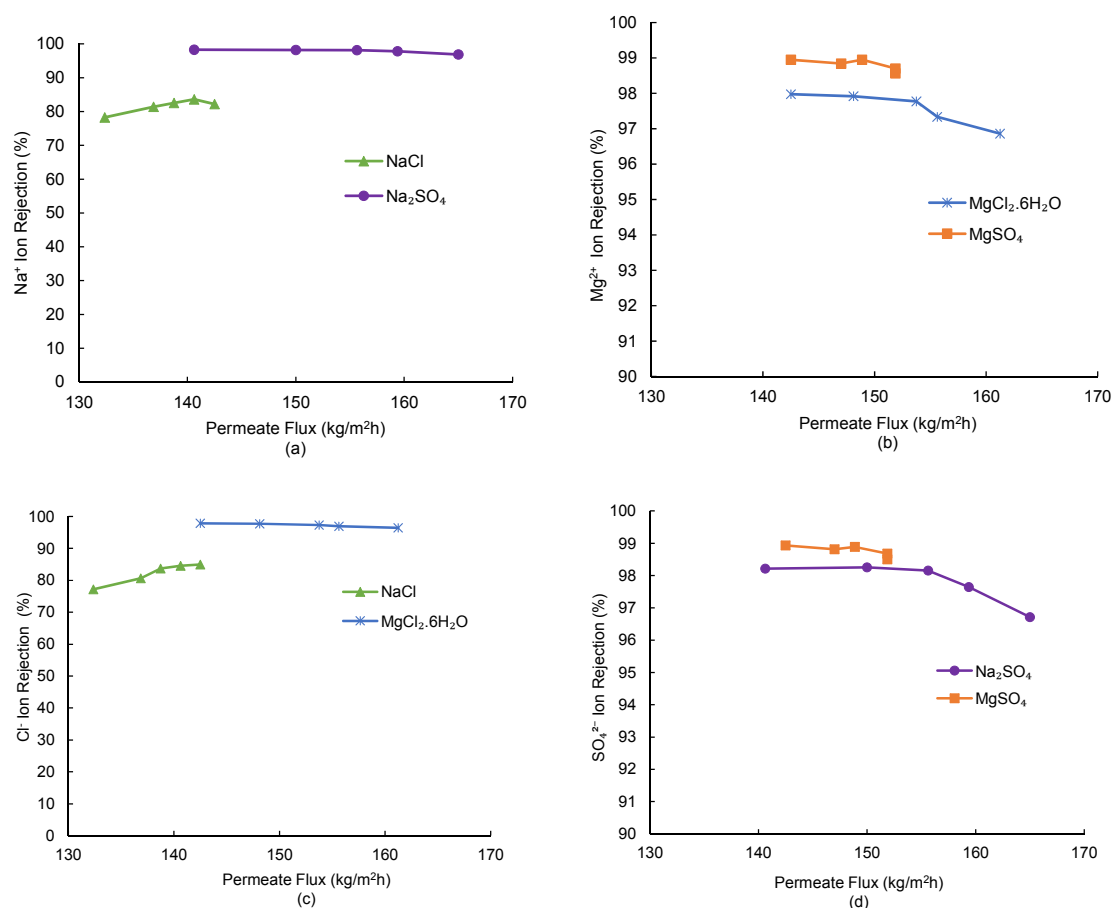 Na⁺ Ion Rejection (%)
100
90
80
70
60
50
40
30
20
10
0
NaCl
Na₂SO₄
130 140 150 160 170
Permeate Flux (kg/m²h)
(a)
Mg²⁺ Ion Rejection (%)
100
99
98
97
96
95
94
93
92
91
90
MgCl₂.6H₂O
MgSO₄
130 140 150 160 170
Permeate Flux (kg/m²h)
(b)
Cl⁻ Ion Rejection (%)
100
90
80
70
60
50
40
30
20
10
0
NaCl
MgCl₂.6H₂O
130 140 150 160 170
Permeate Flux (kg/m²h)
(c)
SO₄²⁻ Ion Rejection (%)
100
99
98
97
96
95
94
93
92
91
90
Na₂SO₄
MgSO₄
130 140 150 160 170
Permeate Flux (kg/m²h)
(d)